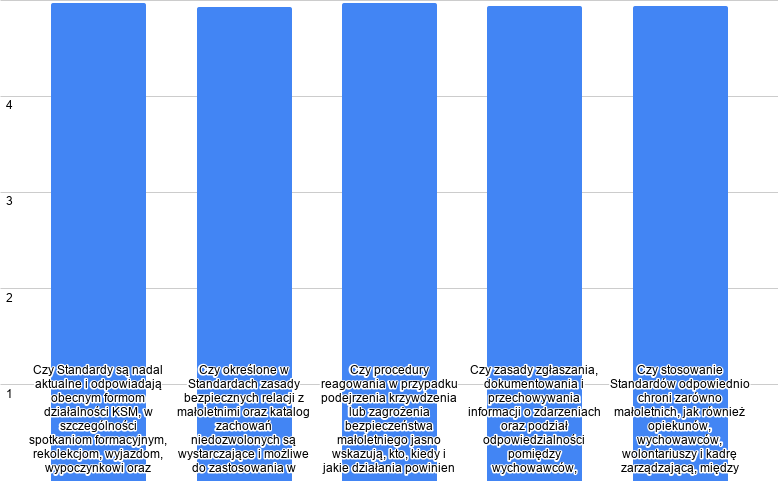 4
3
2
1
Czy Standardy są nadal
aktualne i odpowiadają
obecnym formom
działalności KSM, w
szczególności
spotkaniom formacyjnym,
rekolekcjom, wyjazdom,
wypoczynkowi oraz
Czy określone w
Standardach zasady
bezpiecznych relacji z
małoletnimi oraz katalog
zachowań
niedozwolonych są
wystarczające i możliwe
do zastosowania w
Czy procedury
reagowania w przypadku
podejrzenia krzywdzenia
lub zagrożenia
bezpieczeństwa
małoletniego jasno
wskazują, kto, kiedy i
jakie działania powinien
Czy zasady zgłaszania,
dokumentowania i
przechowywania
informacji o zdarzeniach
oraz podział
odpowiedzialności
pomiędzy
wychowawców,
Czy stosowanie
Standardów odpowiednio
chroni zarówno
małoletnich, jak również
opiekunów,
wychowawców,
wolontariuszy i kadrę
zarządzającą, między